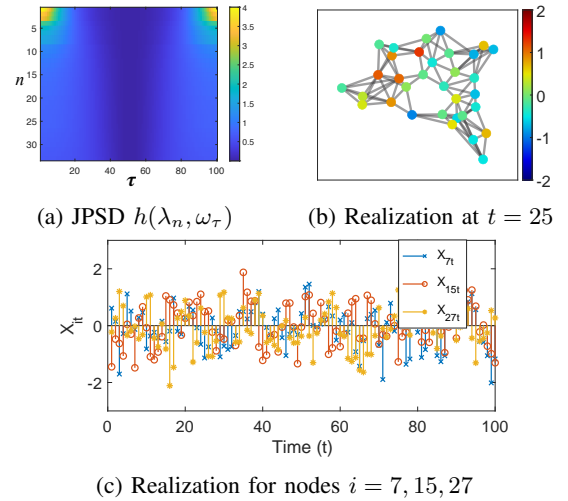 4
3.5
3
2.5
2
1.5
1
0.5
0
5
10
15
20
25
30
n
20 40 60 80 100
τ
2
1
0
-1
-2
(a) JPSD h(λn, ωτ)
(b) Realization at t = 25
X7t
X15t
X27t
2
0
-2
Xit
0 20 40 60 80 100
Time (t)
(c) Realization for nodes i = 7, 15, 27